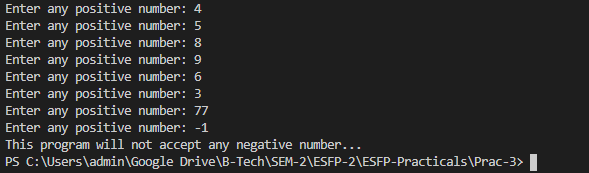 Enter any positive number: 4
Enter any positive number: 5
Enter any positive number: 8
Enter any positive number: 9
Enter any positive number: 6
Enter any positive number: 3
Enter any positive number: 77
Enter any positive number: -1
This program will not accept any negative number...
PS C:\Users\admin\Google Drive\B-Tech\SEM-2\ESFP-2\ESFP-Practicals\Prac-3>